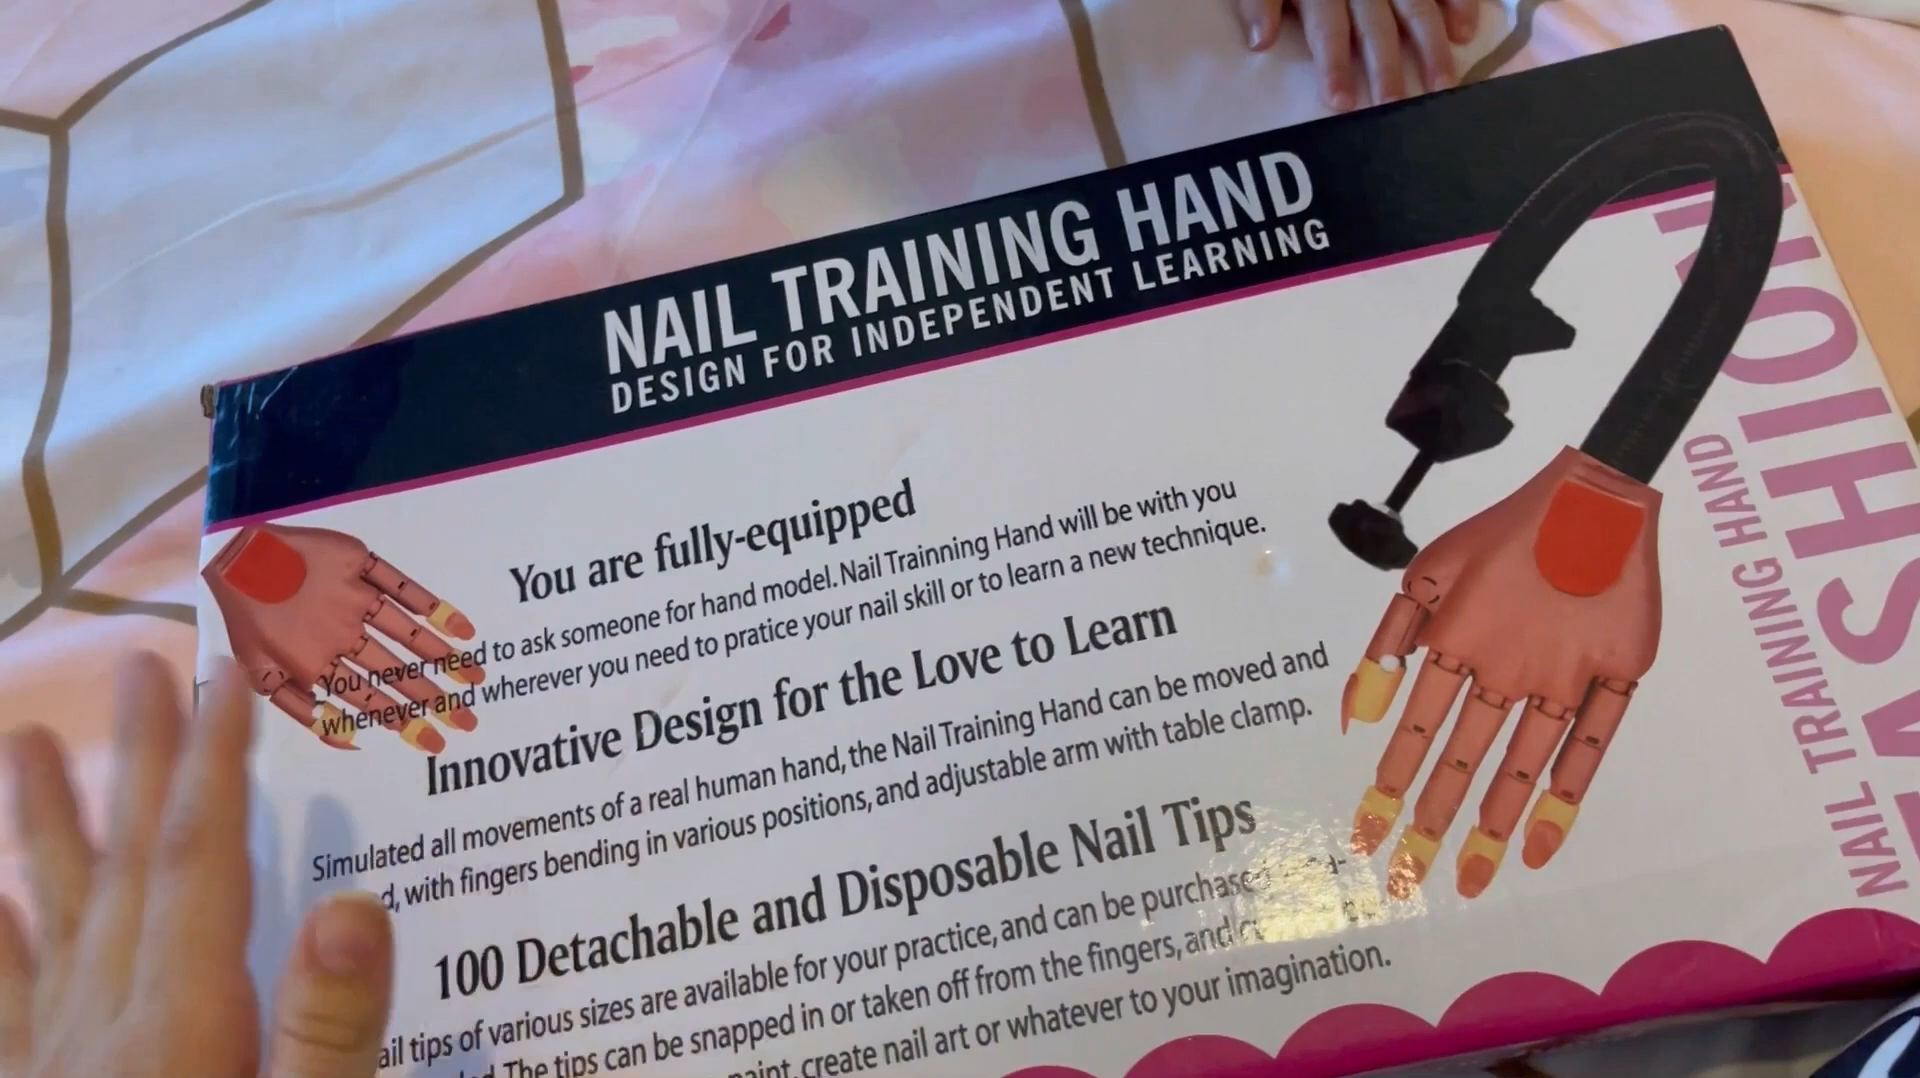 NAIL TRAINING HAND
DESIGN FOR INDEPENDENT LEARNING
You are fully-equipped
You never need to ask someone for hand model. Nail Trainning Hand will be with you
whenever and wherever you need to pratice your nail skill or to learn a new technique.
Innovative Design for the Love to Learn
Simulated all movements of a real human hand, the Nail Training Hand can be moved and
with fingers bending in various positions, and adjustable arm with table clamp.
100 Detachable and Disposable Nail Tips
tips of various sizes are available for your practice, and can be
The tips can be snapped in or taken off from the fingers, and
create nail art or whatever to your imagination.
NAIL TRAINING HAND
FASHION